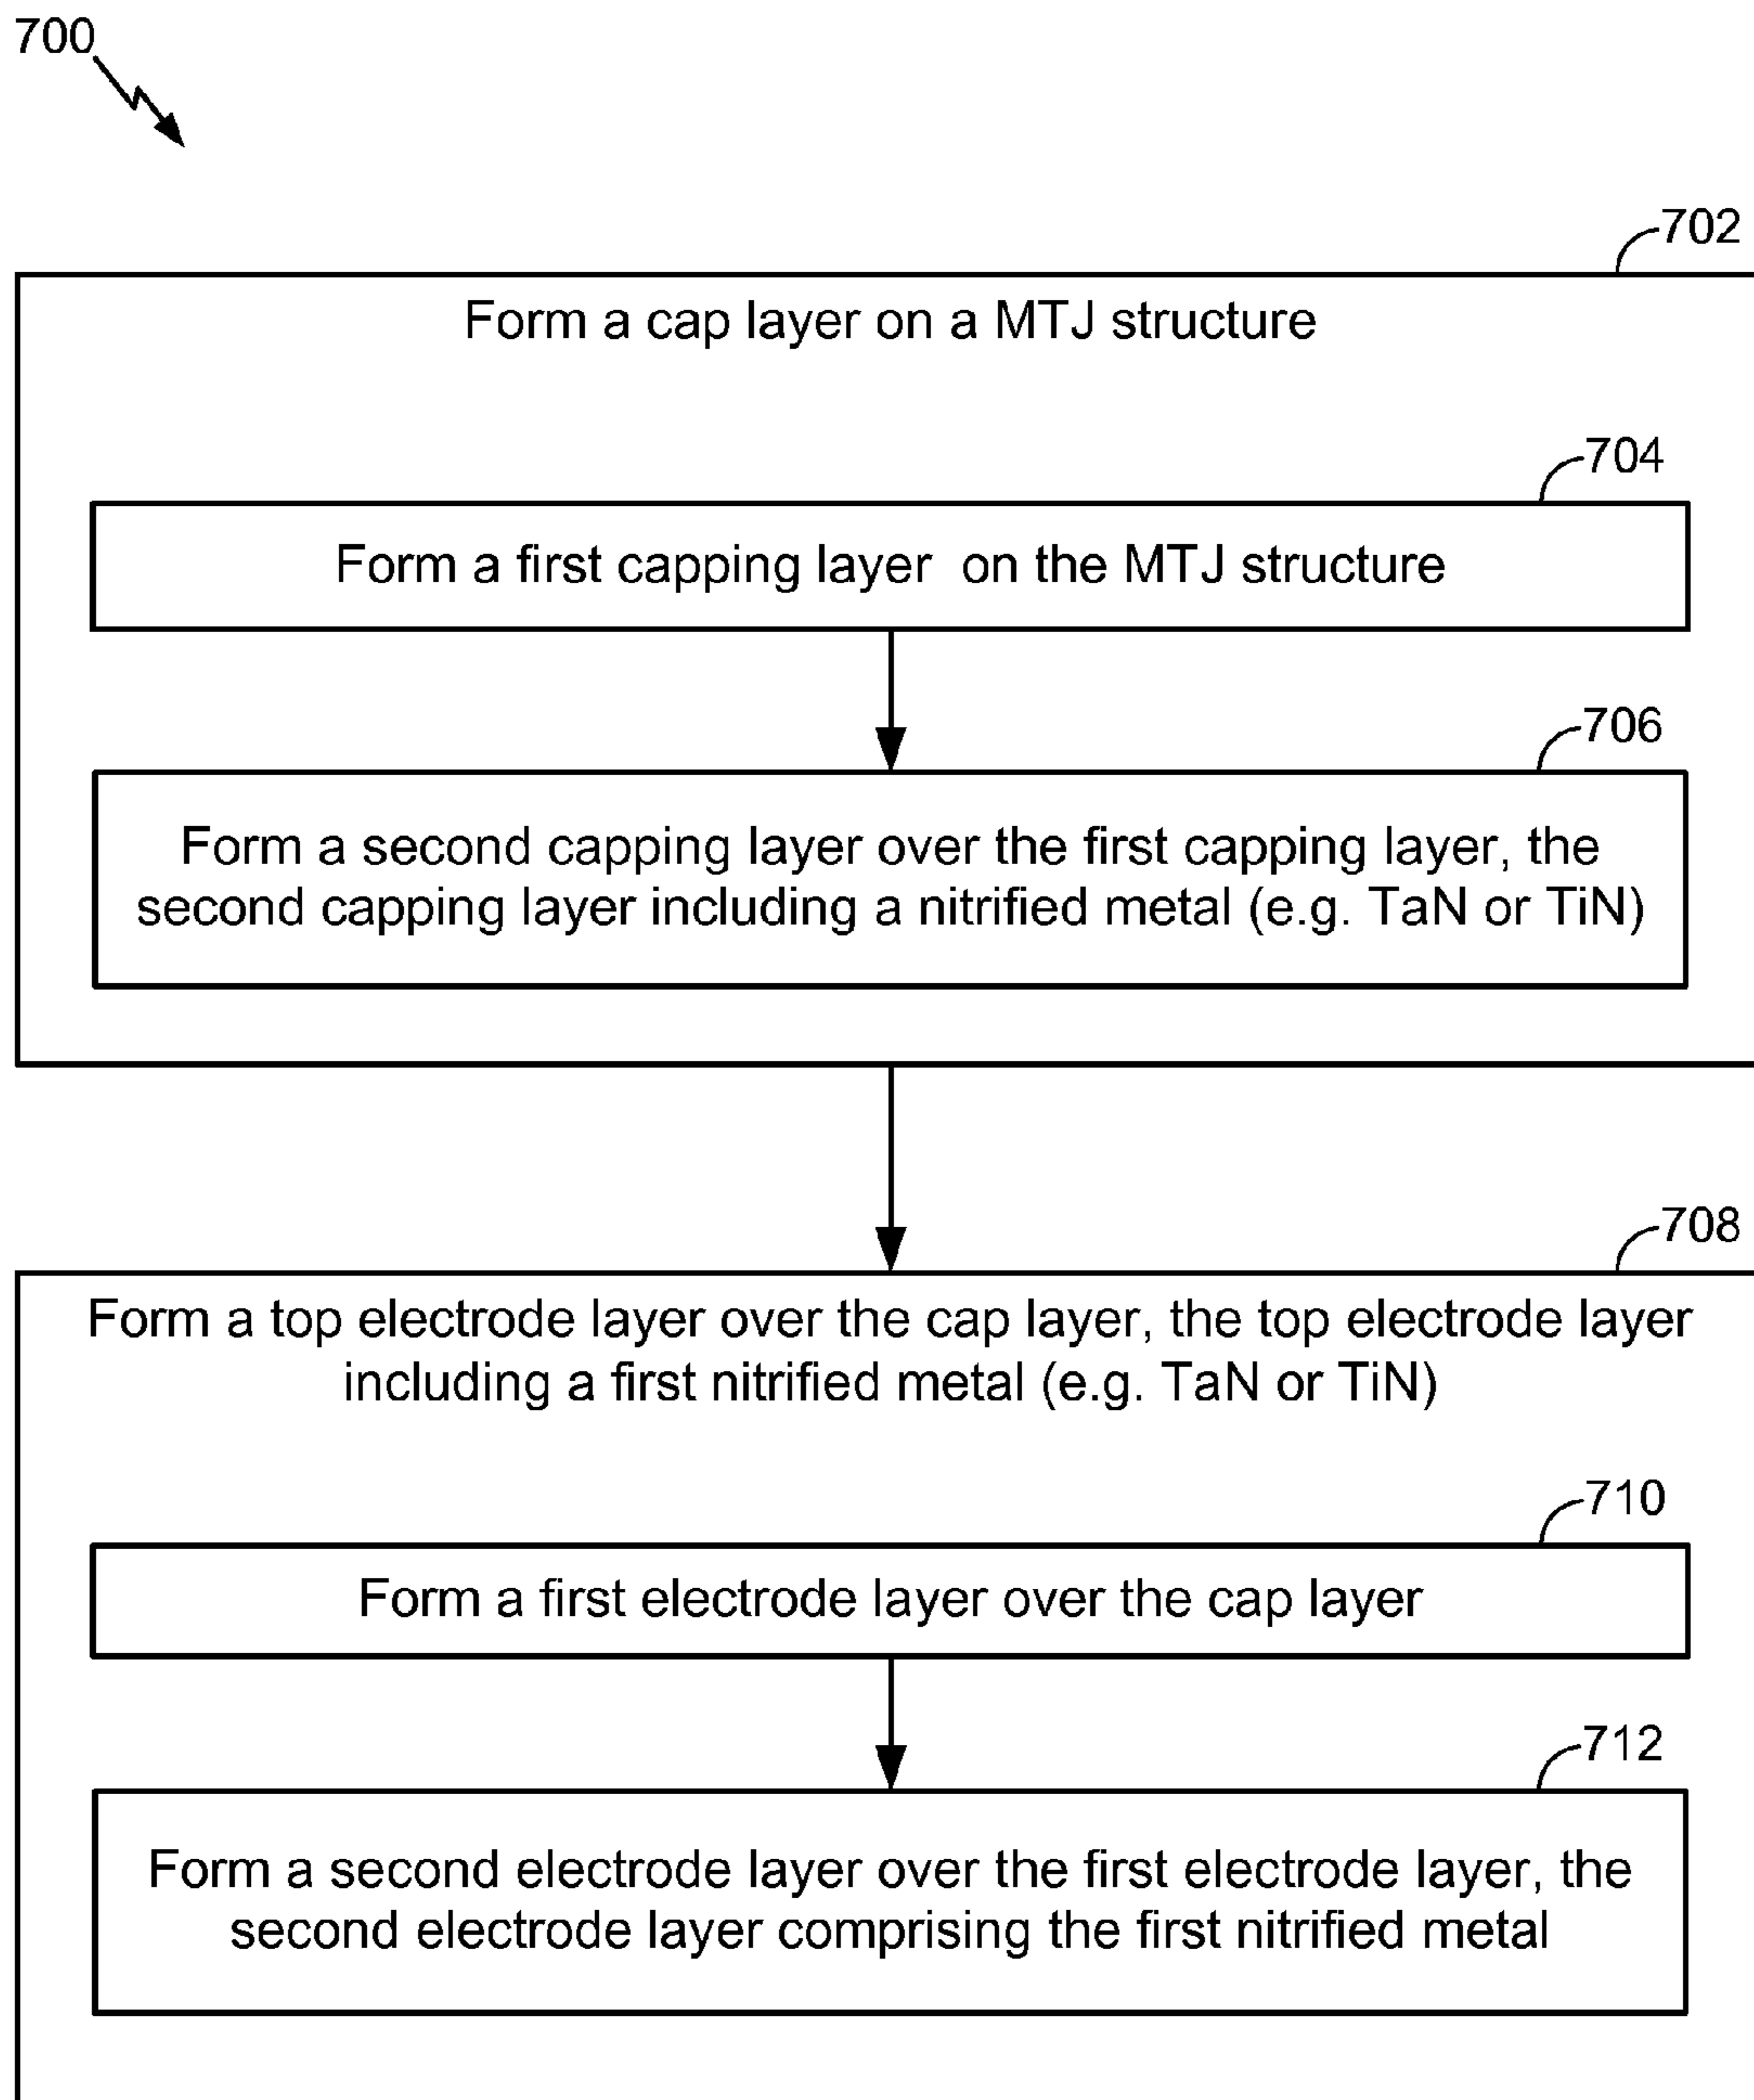 700
702
Form a cap layer on a MTJ structure
704
Form a first capping layer on the MTJ structure
706
Form a second capping layer over the first capping layer, the
second capping layer including a nitrified metal (e.g. TaN or TiN)
708
Form a top electrode layer over the cap layer, the top electrode layer
including a first nitrified metal (e.g. TaN or TiN)
710
Form a first electrode layer over the cap layer
712
Form a second electrode layer over the first electrode layer, the
second electrode layer comprising the first nitrified metal